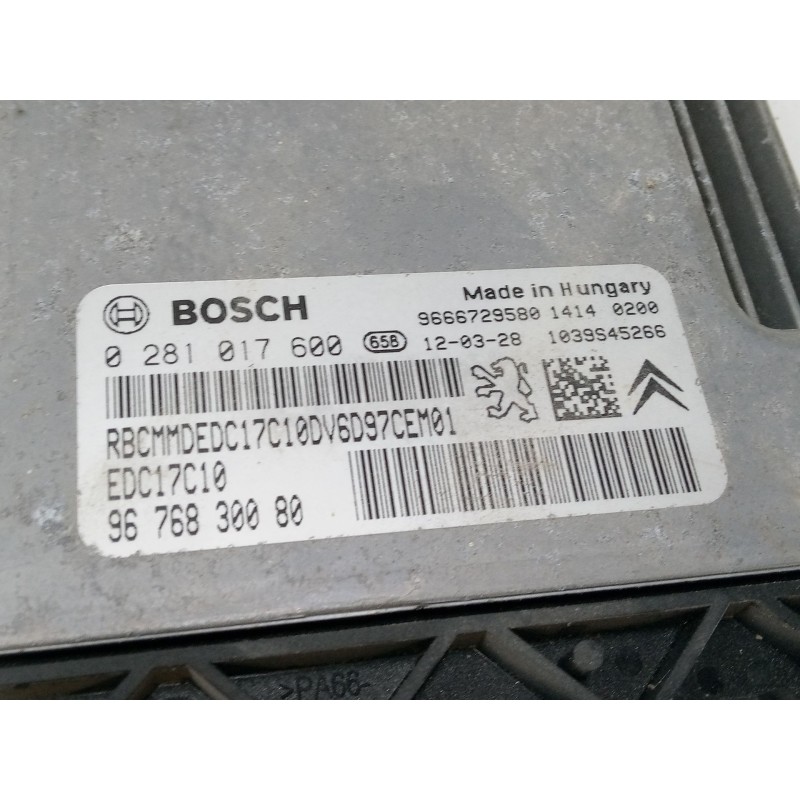 BOSCH
Made in Hungary
9666729580 1414 0200
0 281 017 600 658 12-03-28 1039S45266
RBCMMDEDC17C10DV6D97CEM01
EDC17C10
96 768 300 80
>PA66-